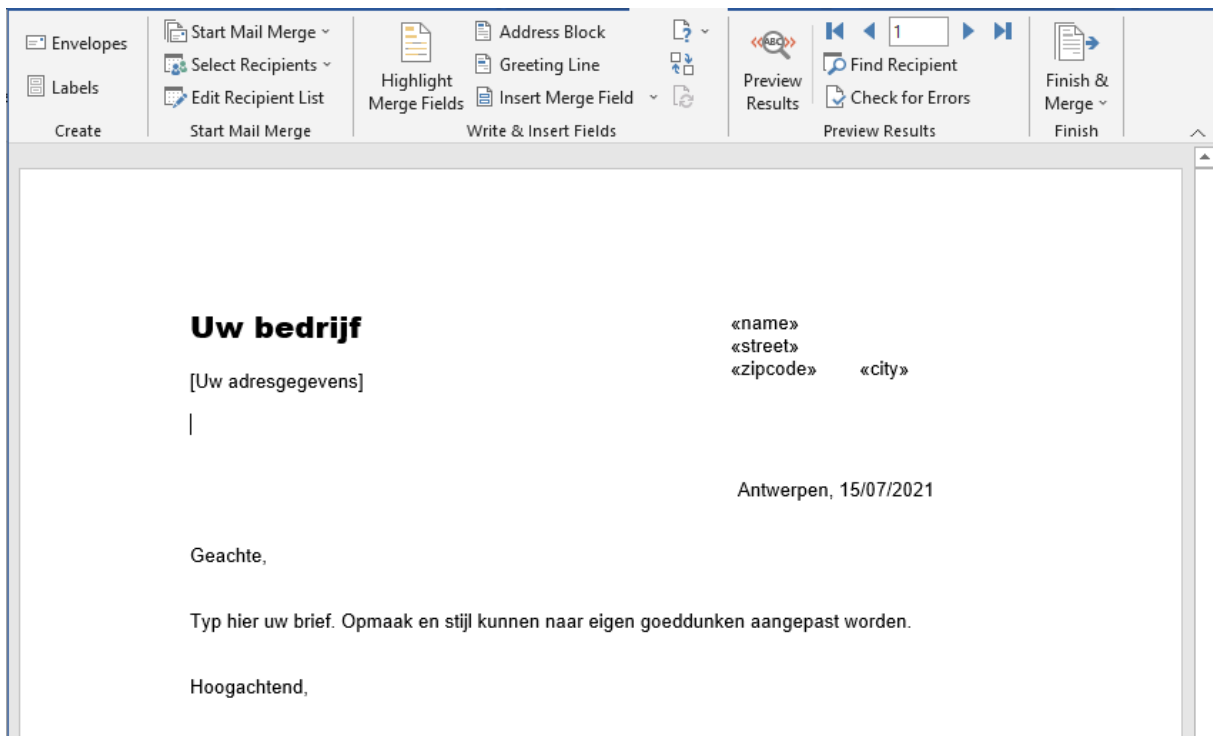 Envelopes
Labels
Create
Start Mail Merge
Select Recipients
Edit Recipient List
Start Mail Merge
Highlight
Merge Fields
Address Block
Greeting Line
Insert Merge Field
Write & Insert Fields
«ABC»
Preview
Results
1
Find Recipient
Check for Errors
Preview Results
Finish &
Merge
Finish
Uw bedrijf
[Uw adresgegevens]
«name»
«street»
«zipcode» «city»
Antwerpen, 15/07/2021
Geachte,
Typ hier uw brief. Opmaak en stijl kunnen naar eigen goeddunken aangepast worden.
Hoogachtend,